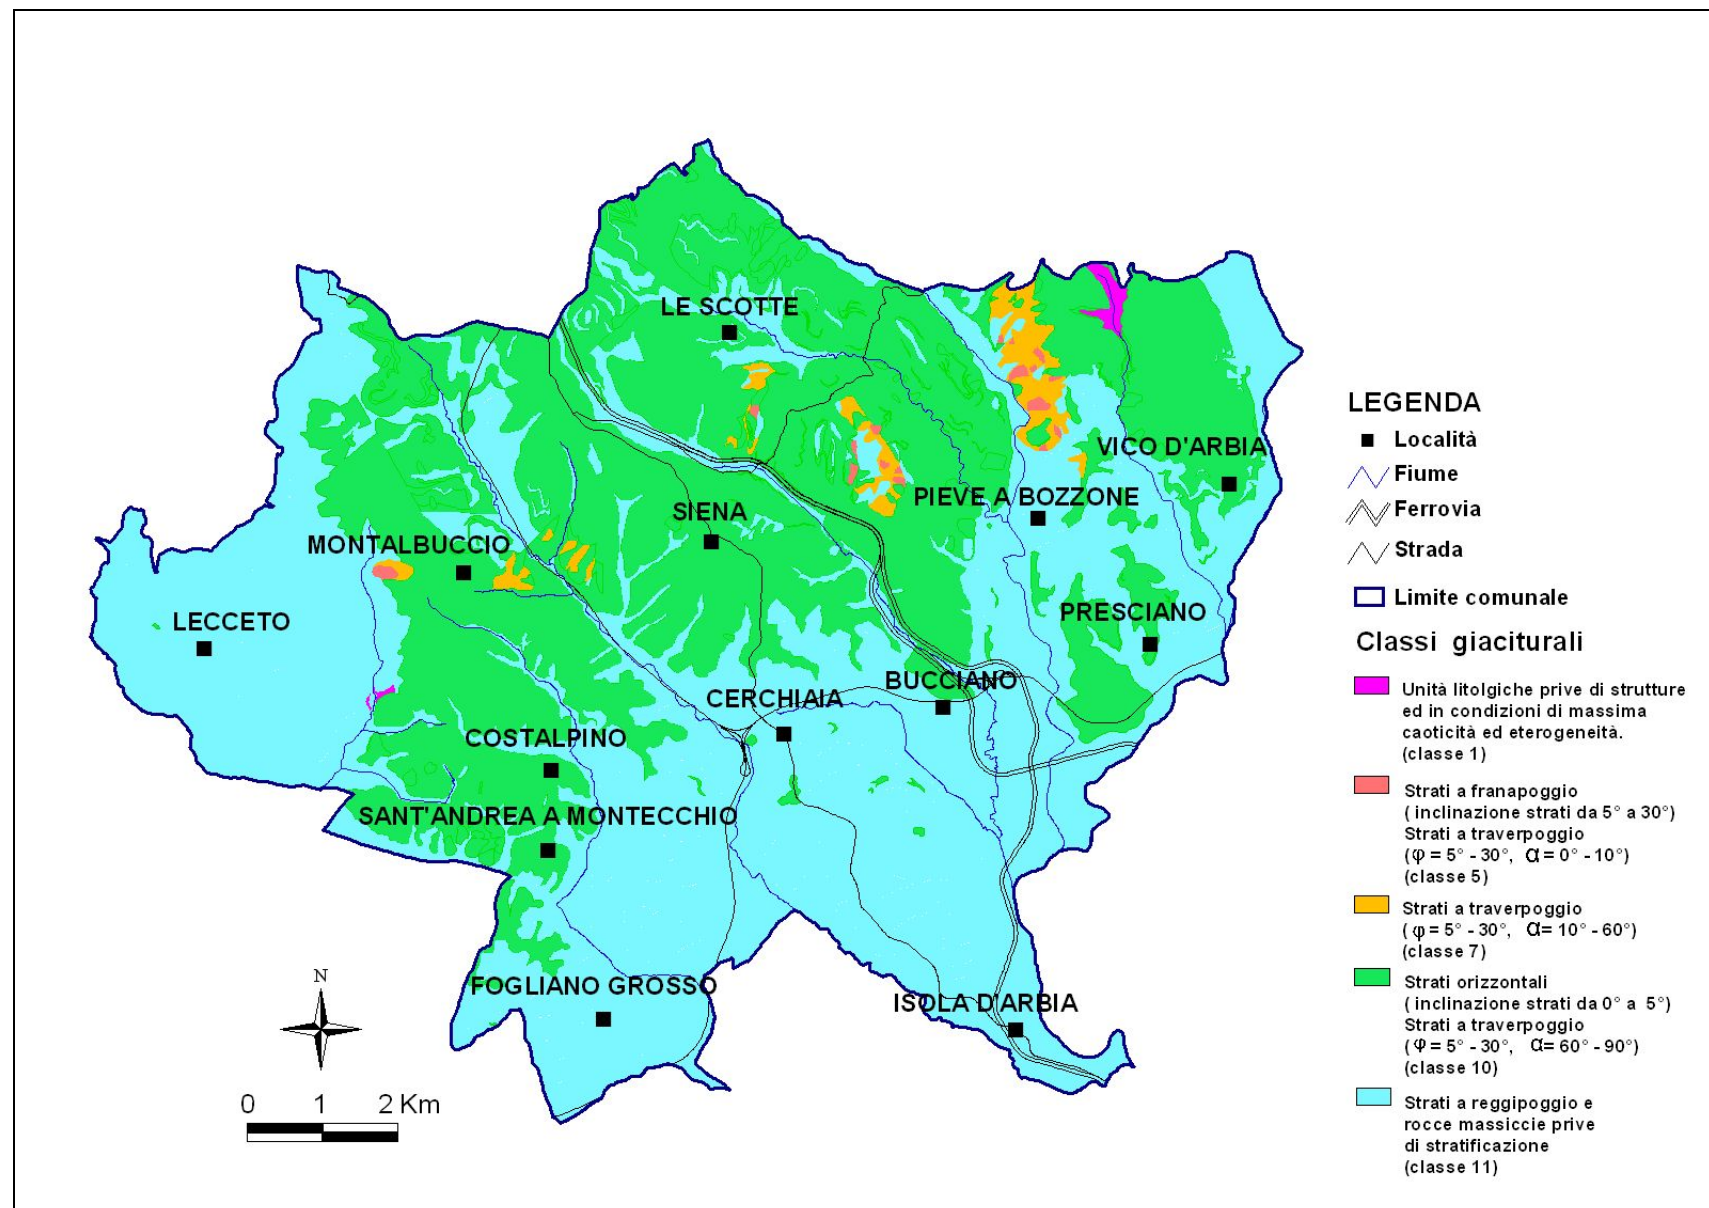 LE SCOTTE
VICO D'ARBIA
PIEVE A BOZZONE
SIENA
MONTALBUCCIO
LECCETO
PRESCIANO
BUCCIANO
CERCHIAIA
COSTALPINO
SANT'ANDREA A MONTECCHIO
FOGLIANO GROSSO
ISOLA D'ARBIA
N
0 1 2 Km
LEGENDA
Località
Fiume
Ferrovia
Strada
Limite comunale
Classi giaciturali
Unità litolgiche prive di strutture
ed in condizioni di massima
caoticità ed eterogeneità.
(classe 1)
Strati a franapoggio
( inclinazione strati da 5° a 30°)
Strati a traverpoggio
(φ = 5° - 30°, α = 0° - 10°)
(classe 5)
Strati a traverpoggio
( φ = 5° - 30°, α= 10° - 60°)
(classe 7)
Strati orizzontali
( inclinazione strati da 0° a 5°)
Strati a traverpoggio
( φ = 5° - 30°, α= 60° - 90°)
(classe 10)
Strati a reggipoggio e
rocce massiccie prive
di stratificazione
(classe 11)